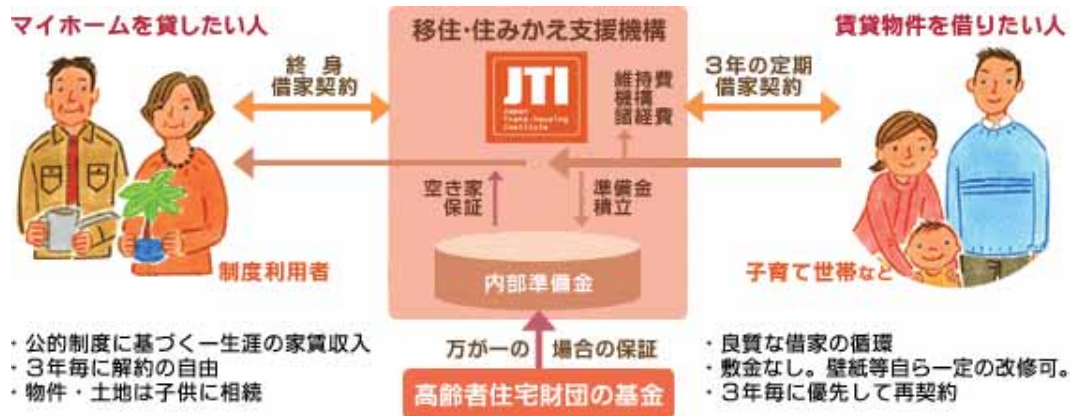 マイホームを貸したい人
移住・住みかえ支援機構
賃貸物件を借りたい人
終身
借家契約
JTI
Japan
Trans-housing
Institute
維持費
機構
諸経費
3年の定期
借家契約
空き家
保証
準備金
積立
制度利用者
内部準備金
子育て世帯など
・公的制度に基づく一生涯の家賃収入
・3年毎に解約の自由
・物件・土地は子供に相続
万が一の 場合の保証
高齢者住宅財団の基金
・良質な借家の循環
・敷金なし。壁紙等自ら一定の改修可。
・3年毎に優先して再契約